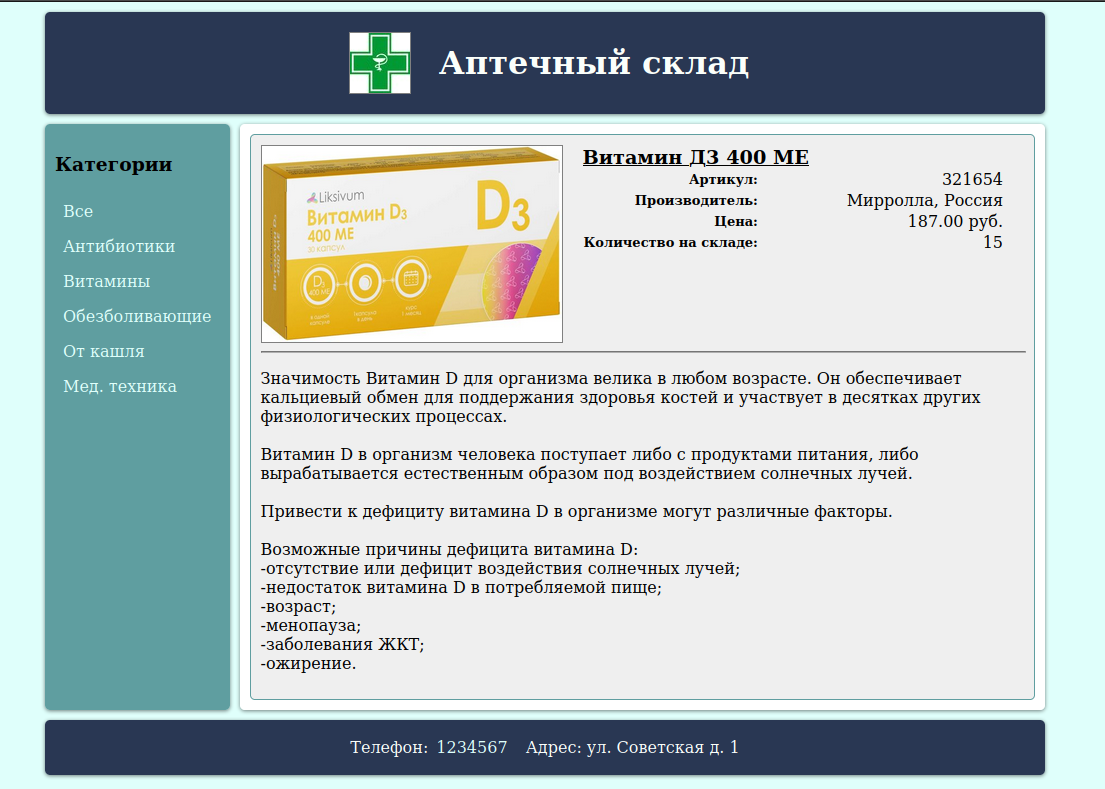 Аптечный склад
Категории
Все
Антибиотики
Витамины
Обезболивающие
От кашля
Мед. техника
Liksivum
Витамин D3
400 МЕ
30 капсул
D3
D3
400 МЕ
Витамин Д3 400 МЕ
Артикул: 321654
Производитель: Мирролла, Россия
Цена: 187.00 руб.
Количество на складе: 15
Значимость Витамин D для организма велика в любом возрасте. Он обеспечивает
кальциевый обмен для поддержания здоровья костей и участвует в десятках других
физиологических процессах.
Витамин D в организм человека поступает либо с продуктами питания, либо
вырабатывается естественным образом под воздействием солнечных лучей.
Привести к дефициту витамина D в организме могут различные факторы.
Возможные причины дефицита витамина D:
-отсутствие или дефицит воздействия солнечных лучей;
-недостаток витамина D в потребляемой пище;
-возраст;
-менопауза;
-заболевания ЖКТ;
-ожирение.
Телефон: 1234567 Адрес: ул. Советская д. 1